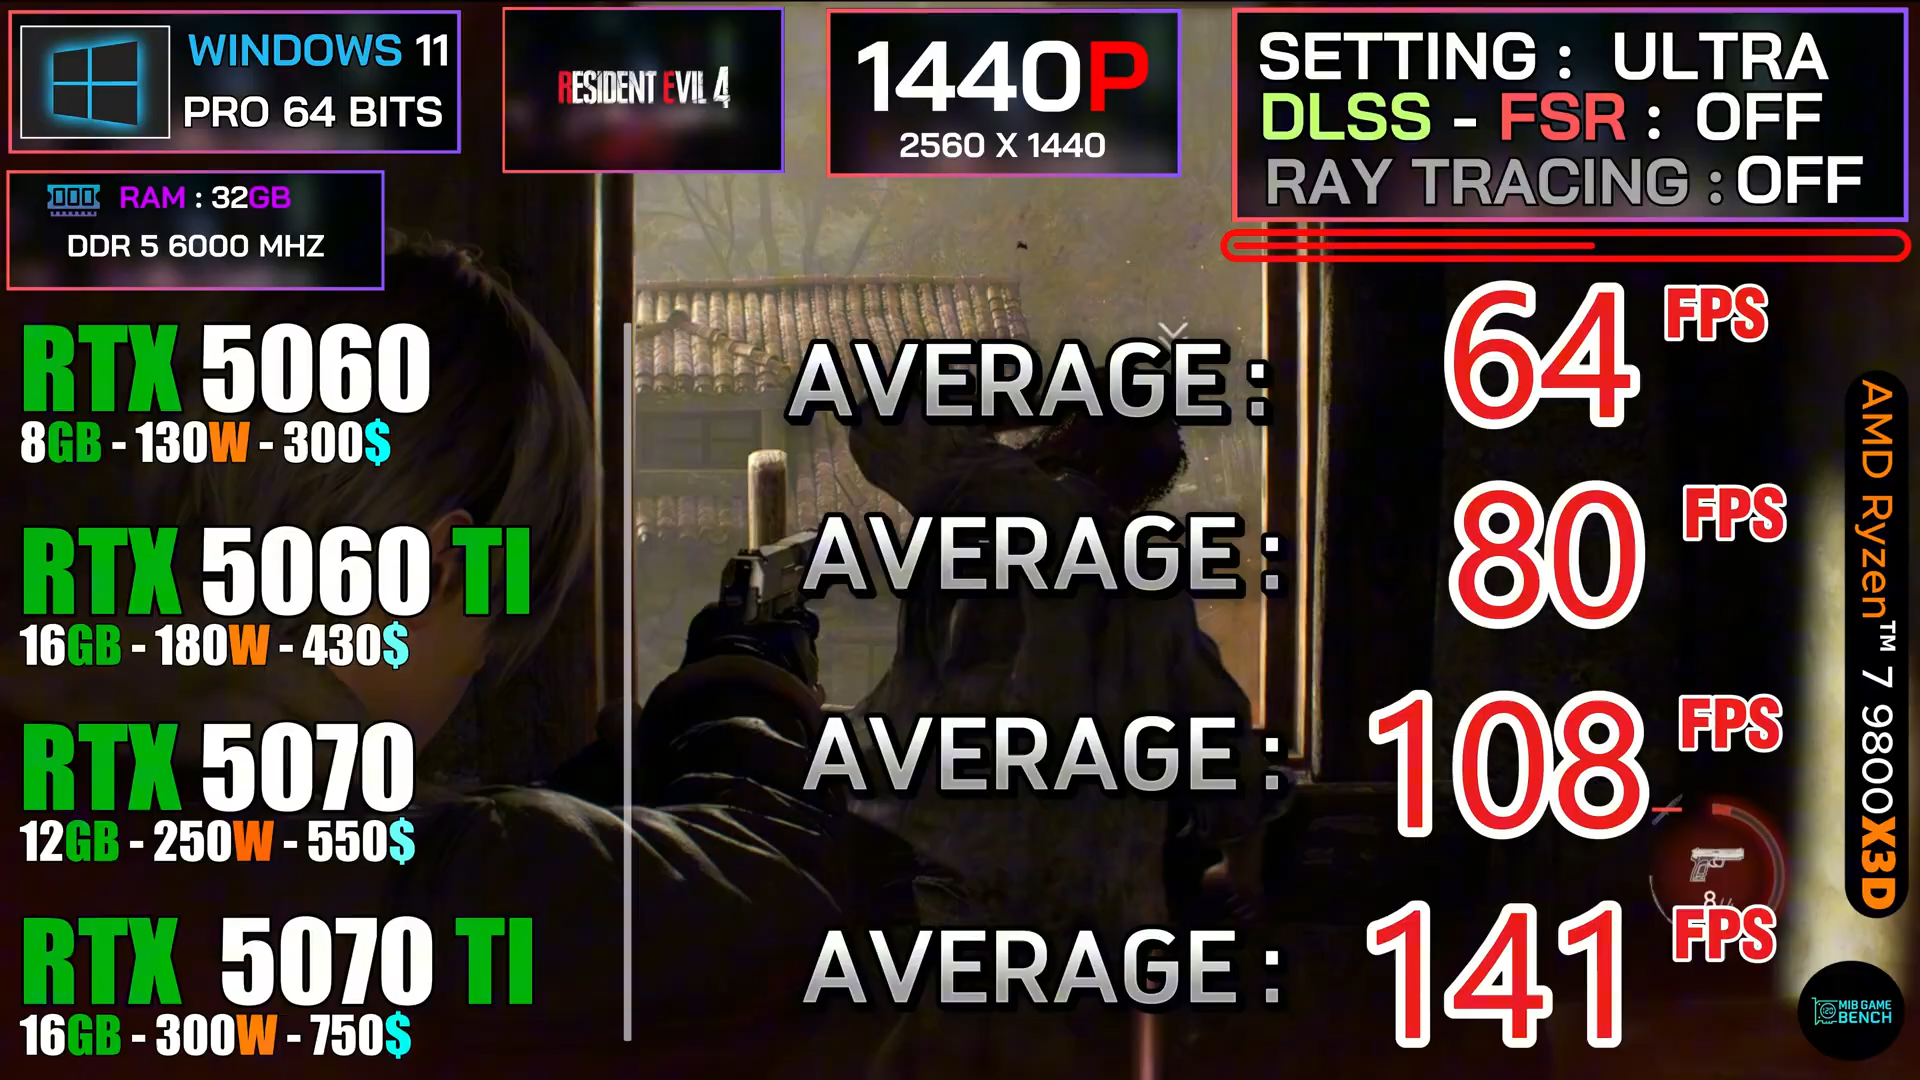 WINDOWS 11
PRO 64 BITS
RESIDENT EVIL 4
1440P
2560 X 1440
SETTING : ULTRA
DLSS - FSR : OFF
RAY TRACING : OFF
RAM : 32GB
DDR 5 6000 MHZ
RTX 5060
8GB - 130W - 300$
AVERAGE : 64 FPS
RTX 5060 TI
16GB - 180W - 430$
AVERAGE : 80 FPS
RTX 5070
12GB - 250W - 550$
AVERAGE : 108 FPS
RTX 5070 TI
16GB - 300W - 750$
AVERAGE : 141 FPS
AMD Ryzen™ 7 9800X3D
8
MIB GAME
BENCH